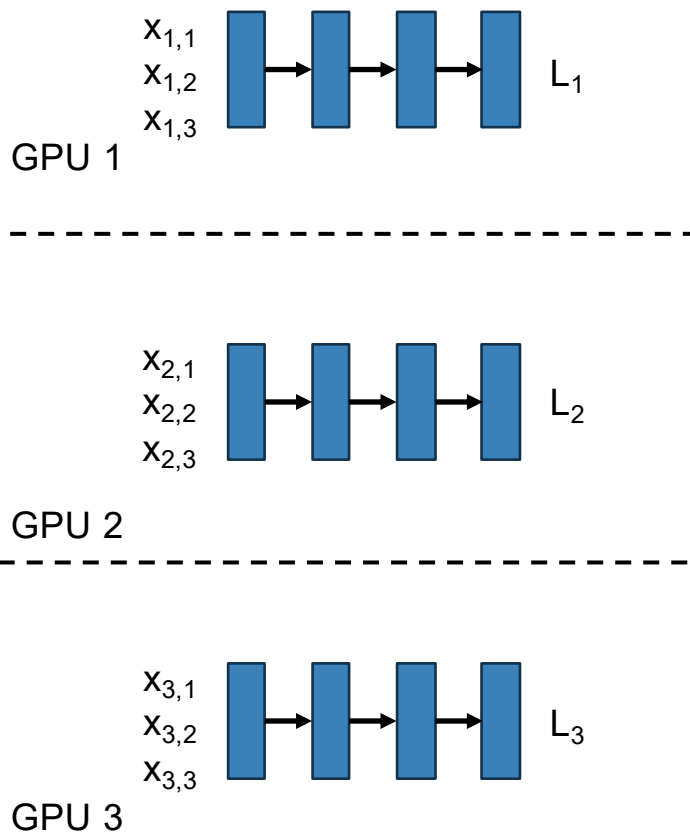 x1,1
x1,2
L1
x1,3
GPU 1
x2,1
x2,2
L2
x2,3
GPU 2
x3,1
x3,2
L3
x3,3
GPU 3